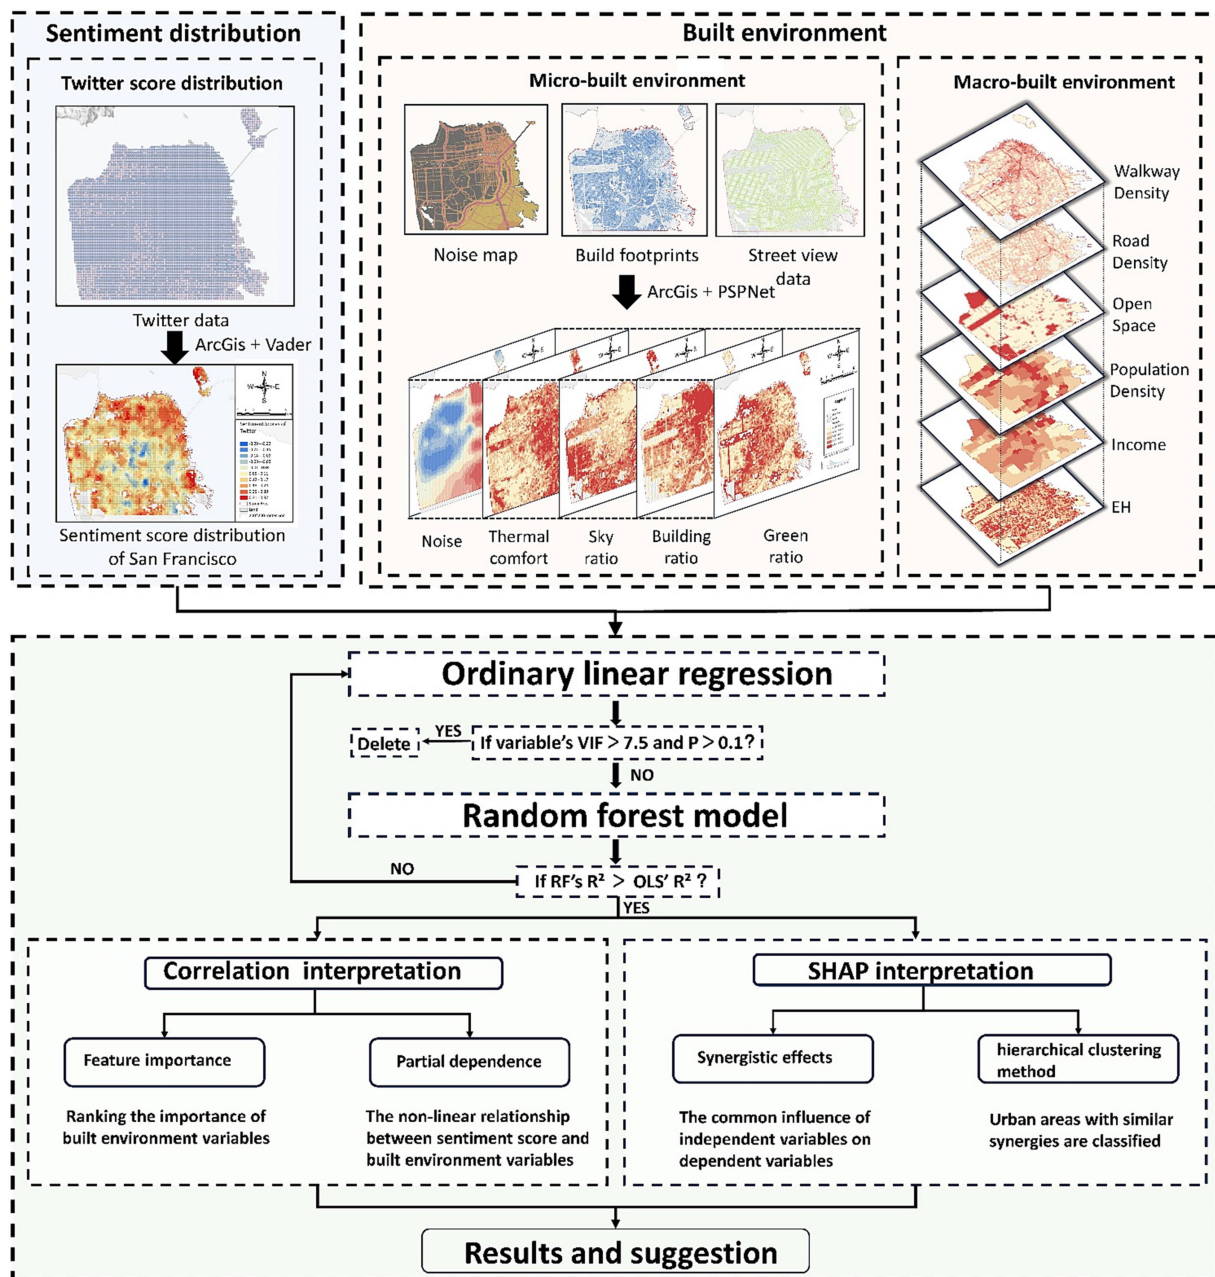 Sentiment distribution
Twitter score distribution
Twitter data
ArcGis + Vader
Sentiment score distribution
of San Francisco
Built environment
Micro-built environment
Noise map
Build footprints
Street view
data
ArcGis + PSPNet
Noise
Thermal
comfort
Sky
ratio
Building
ratio
Green
ratio
Macro-built environment
Walkway
Density
Road
Density
Open
Space
Population
Density
Income
EH
Ordinary linear regression
Delete
YES
If variable's VIF > 7.5 and P > 0.1?
NO
Random forest model
NO
If RF's R² > OLS' R² ?
YES
Correlation interpretation
Feature importance
Ranking the importance of
built environment variables
Partial dependence
The non-linear relationship
between sentiment score and
built environment variables
SHAP interpretation
Synergistic effects
The common influence of
independent variables on
dependent variables
hierarchical clustering
method
Urban areas with similar
synergies are classified
Results and suggestion